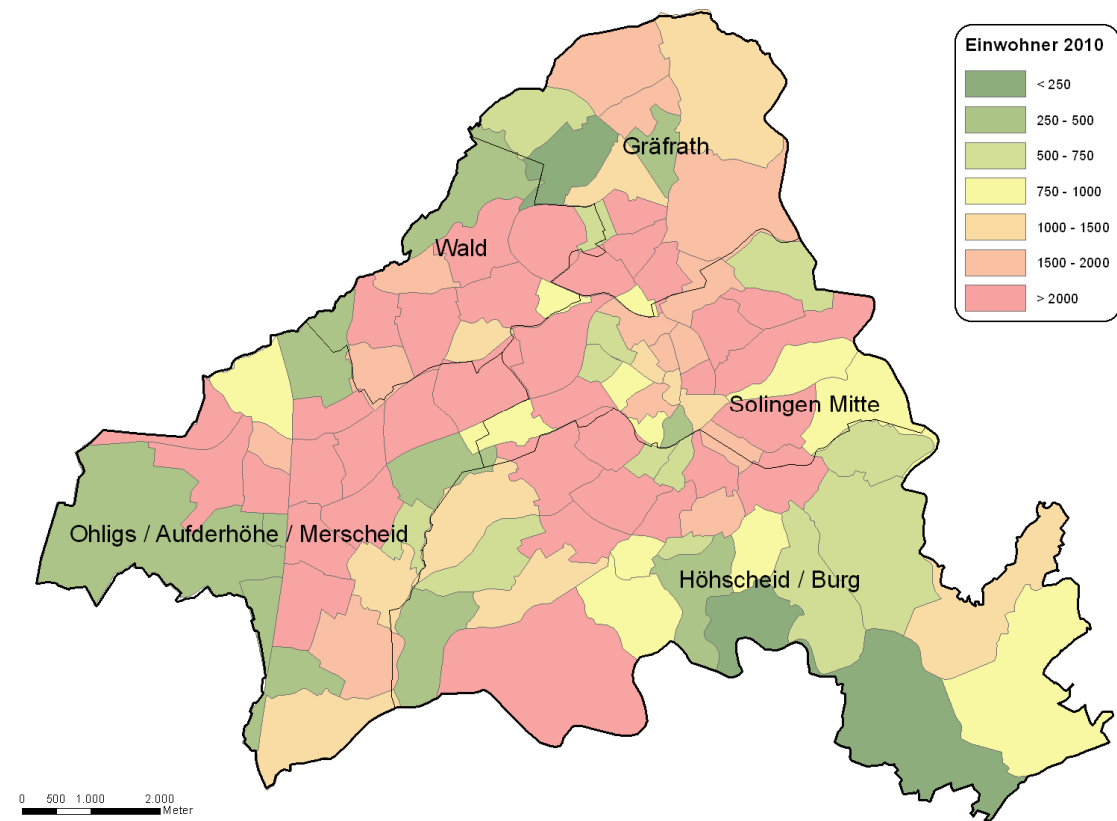 Einwohner 2010
< 250
250 - 500
500 - 750
750 - 1000
1000 - 1500
1500 - 2000
> 2000
Gräfrath
Wald
Solingen Mitte
Ohligs / Aufderhöhe / Merscheid
Höhscheid / Burg
0 500 1.000 2.000
Meter